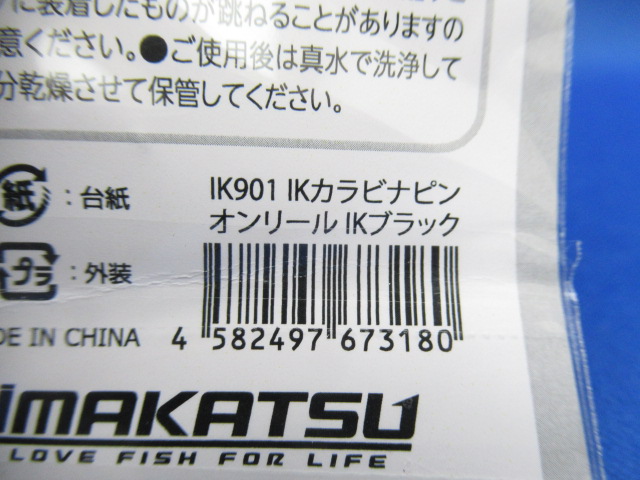 に装着したものが跳ねることがありますの
意ください。●ご使用後は真水で洗浄して
分乾燥させて保管してください。
紙:台紙
IK901 IKカラビナピン
オンリール IKブラック
プラ:外装
DE IN CHINA
4 582497 673180
IMAKATSU
LOVE FISH FOR LIFE